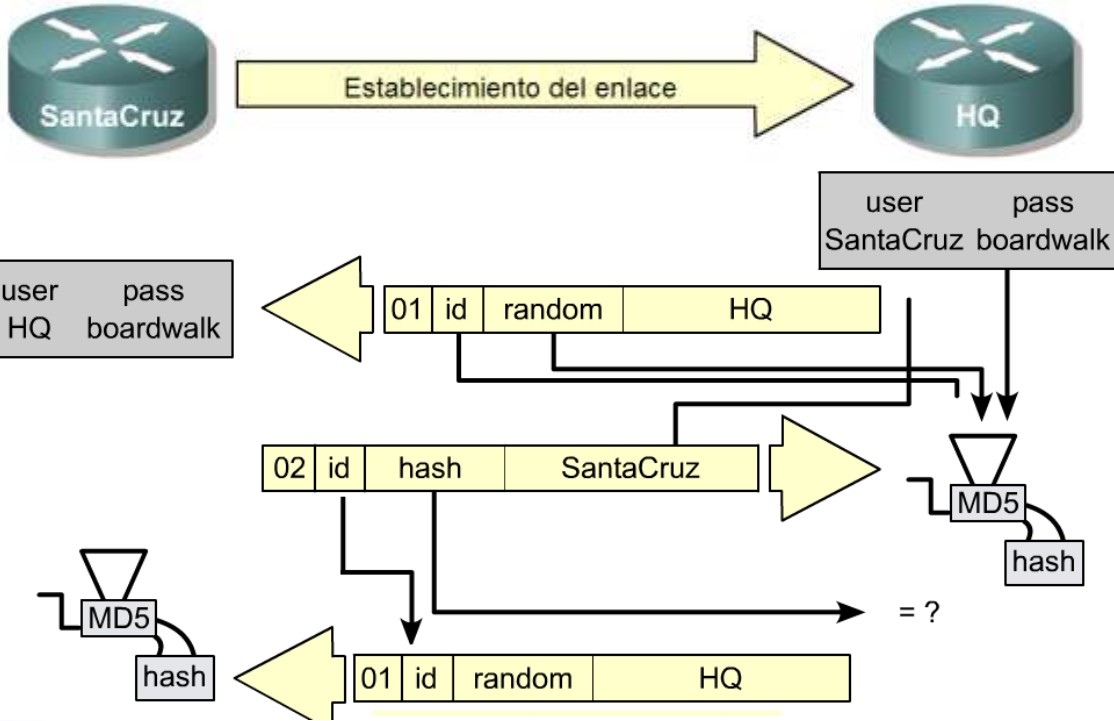 SantaCruz
Establecimiento del enlace
HQ
user pass
SantaCruz boardwalk
user pass
HQ boardwalk
01 id random HQ
02 id hash SantaCruz
MD5
hash
= ?
MD5
hash
01 id random HQ